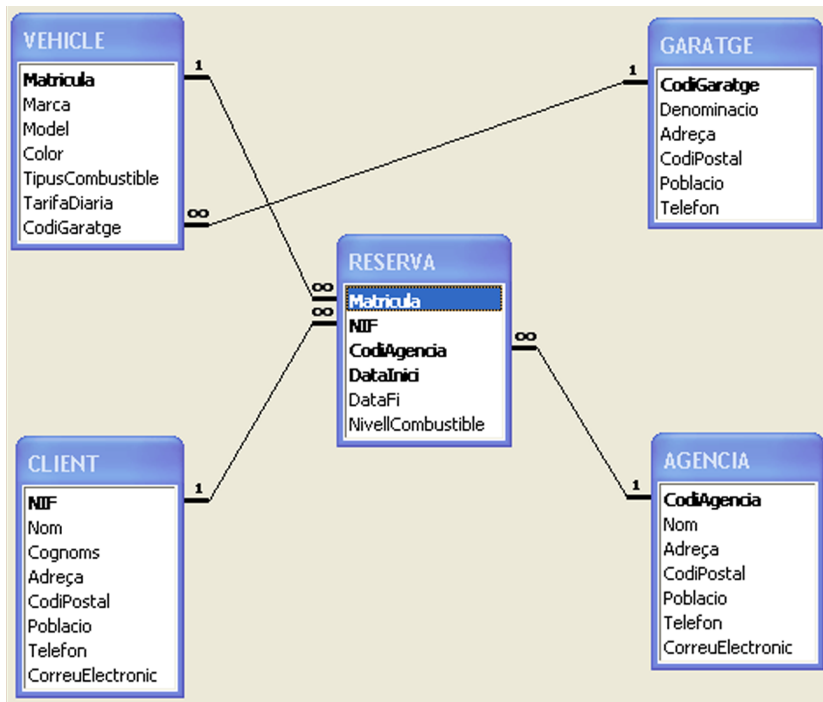 VEHICLE
Matricula
Marca
Model
Color
TipusCombustible
TarifaDiaria
CodiGaratge
1
∞
GARATGE
CodiGaratge
Denominacio
Adreça
CodiPostal
Poblacio
Telefon
1
RESERVA
Matricula
NIF
CodiAgencia
DataInici
DataFi
NivellCombustible
∞
∞
∞
CLIENT
NIF
Nom
Cognoms
Adreça
CodiPostal
Poblacio
Telefon
CorreuElectronic
1
AGENCIA
CodiAgencia
Nom
Adreça
CodiPostal
Poblacio
Telefon
CorreuElectronic
1